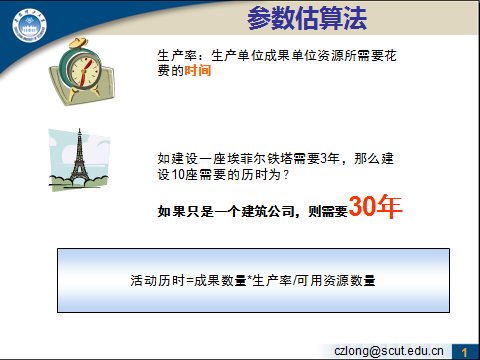 参数估算法
生产率：生产单位成果单位资源所需要花
费的时间
如建设一座埃菲尔铁塔需要3年，那么建
设10座需要的历时为？
如果只是一个建筑公司，则需要30年
活动历时=成果数量*生产率/可用资源数量
czlong@scut.edu.cn
1